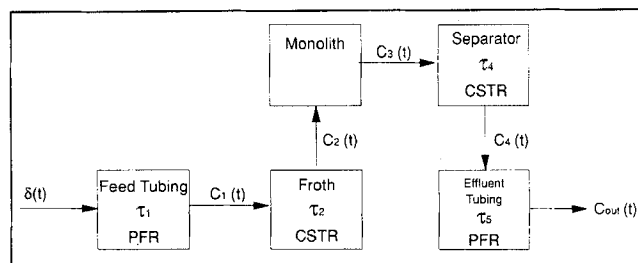 Monolith
C3 (t)
Separator
τ4
CSTR
C2 (t)
C4 (t)
δ(t)
Feed Tubing
τ1
PFR
C1 (t)
Froth
τ2
CSTR
Effluent
Tubing
τ5
PFR
Cout (t)